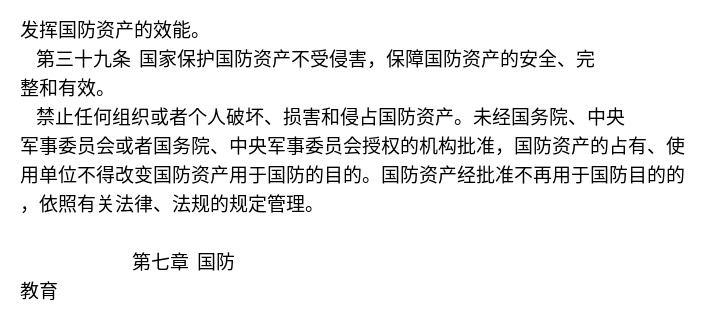 发挥国防资产的效能。
第三十九条 国家保护国防资产不受侵害，保障国防资产的安全、完
整和有效。
禁止任何组织或者个人破坏、损害和侵占国防资产。未经国务院、中央
军事委员会或者国务院、中央军事委员会授权的机构批准，国防资产的占有、使
用单位不得改变国防资产用于国防的目的。国防资产经批准不再用于国防目的的
，依照有关法律、法规的规定管理。
第七章 国防
教育